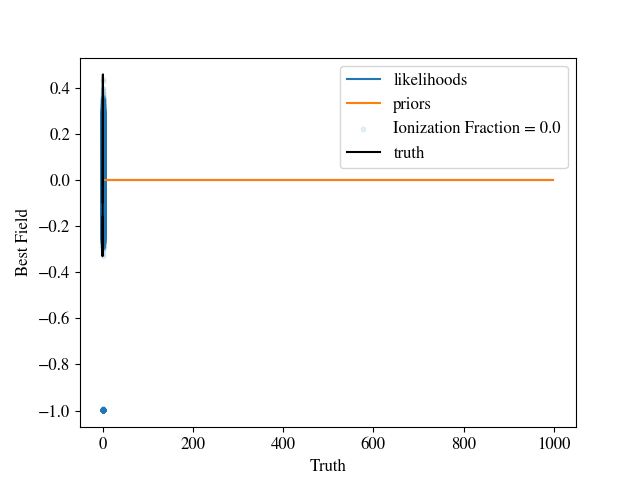 likelihoods
priors
Ionization Fraction = 0.0
truth
0.4
0.2
0.0
−0.2
−0.4
−0.6
−0.8
−1.0
Best Field
0 200 400 600 800 1000
Truth